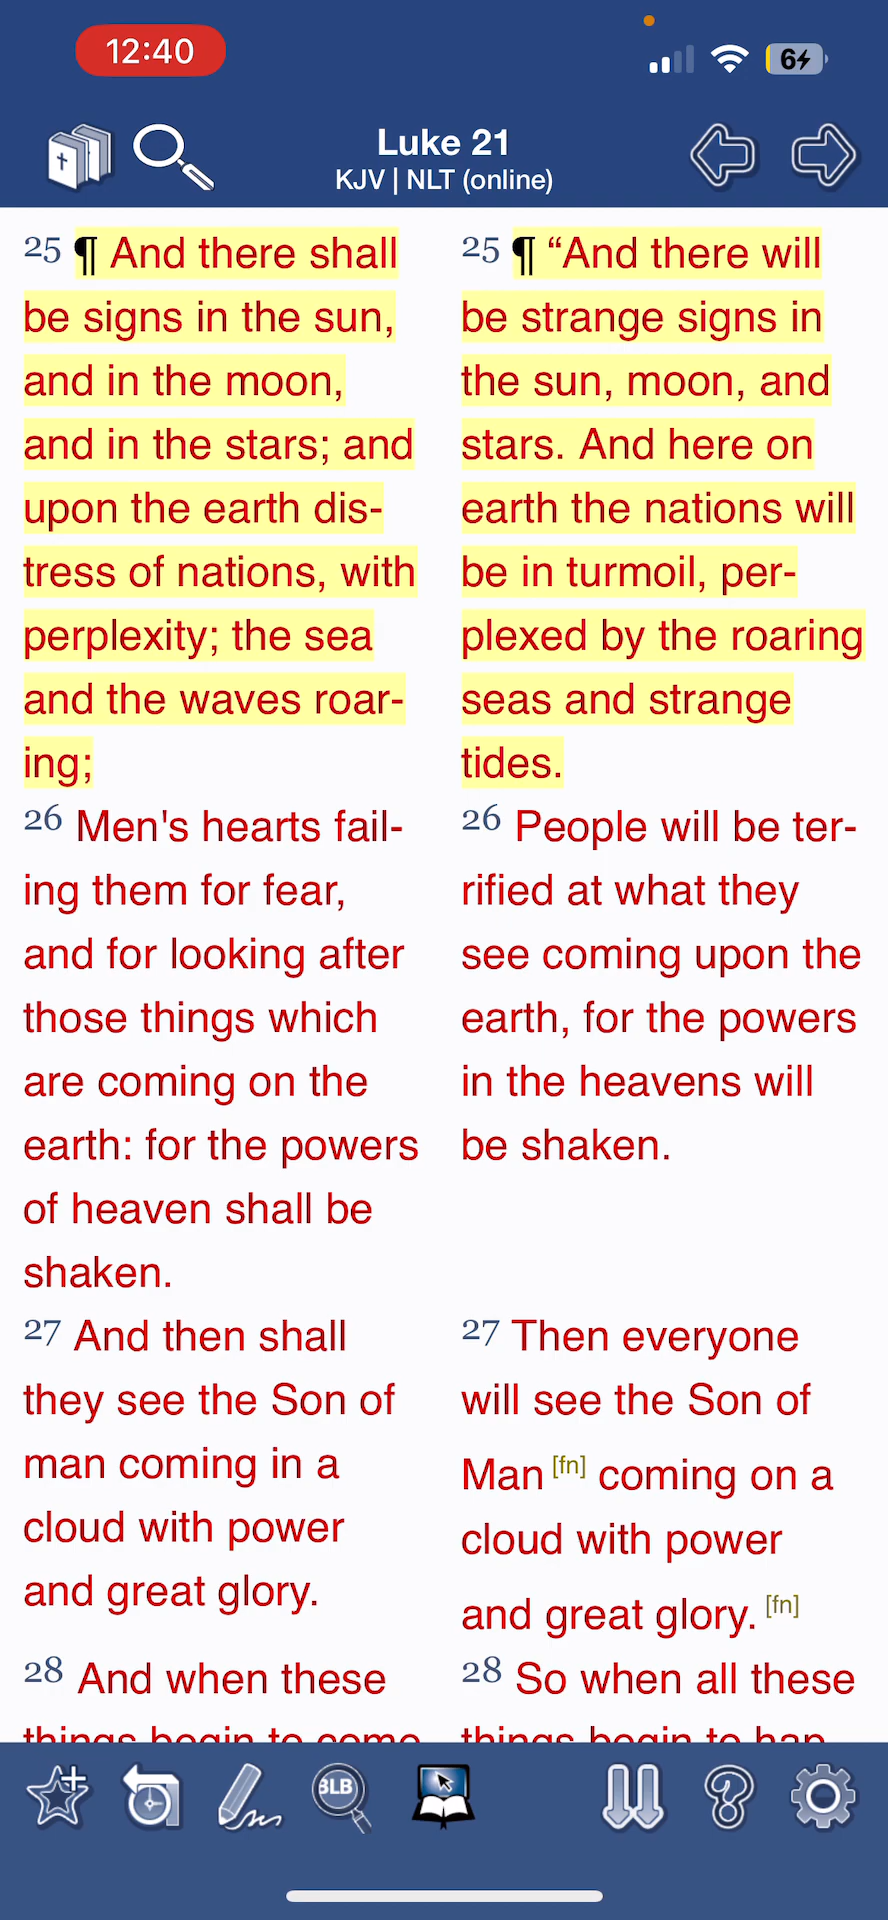 12:40
6
Luke 21
KJV | NLT (online)
25 ¶ And there shall
be signs in the sun,
and in the moon,
and in the stars; and
upon the earth dis-
tress of nations, with
perplexity; the sea
and the waves roar-
ing;
26 Men's hearts fail-
ing them for fear,
and for looking after
those things which
are coming on the
earth: for the powers
of heaven shall be
shaken.
27 And then shall
they see the Son of
man coming in a
cloud with power
and great glory.
28 And when these
things begin to come
25 ¶ “And there will
be strange signs in
the sun, moon, and
stars. And here on
earth the nations will
be in turmoil, per-
plexed by the roaring
seas and strange
tides.
26 People will be ter-
rified at what they
see coming upon the
earth, for the powers
in the heavens will
be shaken.
27 Then everyone
will see the Son of
Man [fn] coming on a
cloud with power
and great glory. [fn]
28 So when all these
things begin to hap
BLB